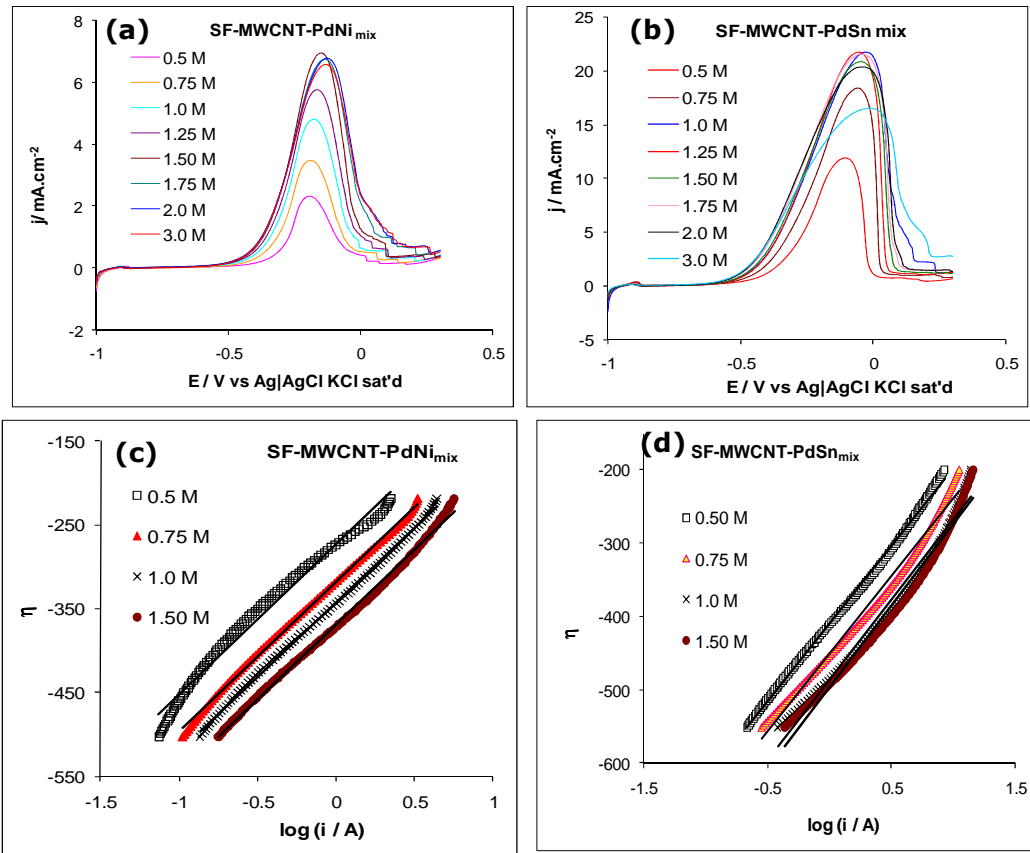 (a)
SF-MWCNT-PdNi mix
0.5 M
0.75 M
1.0 M
1.25 M
1.50 M
1.75 M
2.0 M
3.0 M
8
6
4
2
0
-2
-1
-0.5
0
0.5
j/ mA.cm-2
E / V vs Ag|AgCl KCl sat'd
(b)
SF-MWCNT-PdSn mix
0.5 M
0.75 M
1.0 M
1.25 M
1.50 M
1.75 M
2.0 M
3.0 M
25
20
15
10
5
0
-5
-1
-0.5
0
0.5
j / mA.cm-2
E / V vs Ag|AgCl KCl sat'd
(c)
SF-MWCNT-PdNimix
0.5 M
0.75 M
1.0 M
1.50 M
-150
-250
-350
-450
-550
-1.5
-1
-0.5
0
0.5
1
η
log (i / A)
(d)
SF-MWCNT-PdSnmix
0.50 M
0.75 M
1.0 M
1.50 M
-200
-300
-400
-500
-600
-1.5
-0.5
0.5
1.5
η
log (i / A)